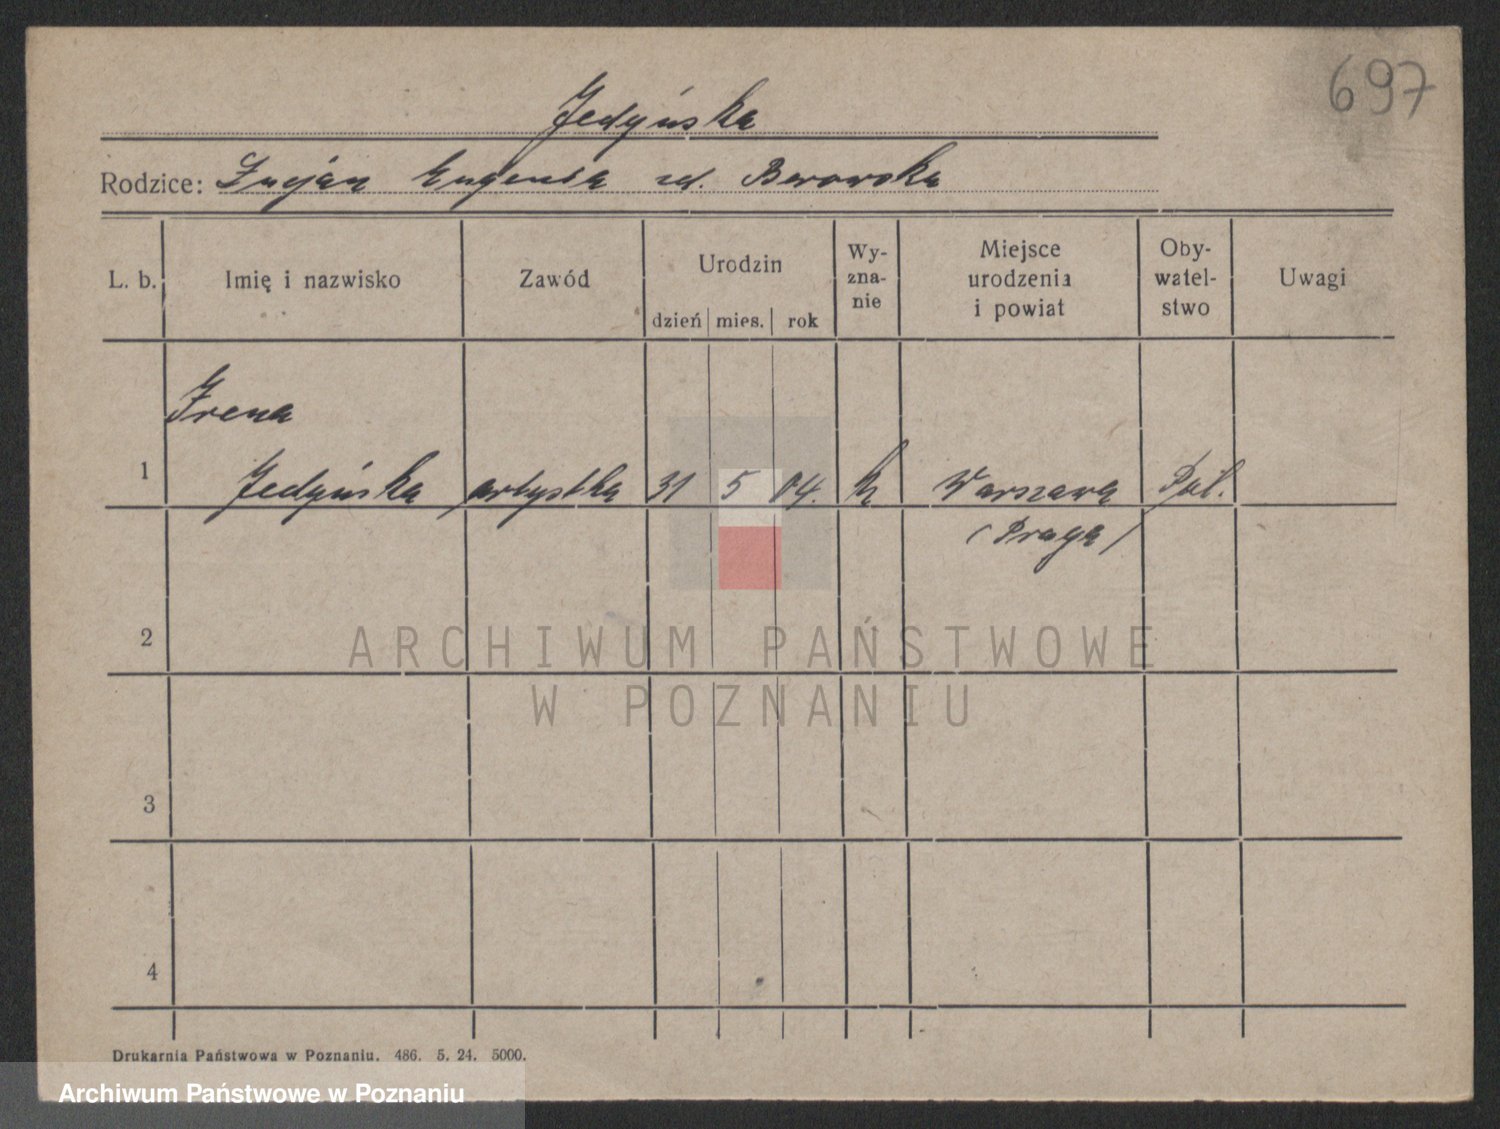 697
Jedyńska
Rodzice: Lucjan Eugenia zd. Borowska
L. b. Imię i nazwisko Zawód Urodzin dzień mies. rok Wy-zna-nie Miejsce urodzenia i powiat Oby-watel-stwo Uwagi
Irena
1 Jedyńska artystka 31 5 04. Warszawa Pol.
(Praga)
2
ARCHIWUM PAŃSTWOWE
W POZNANIU
3
4
Drukarnia Państwowa w Poznaniu. 486. 5. 24. 5000.
Archiwum Państwowe w Poznaniu